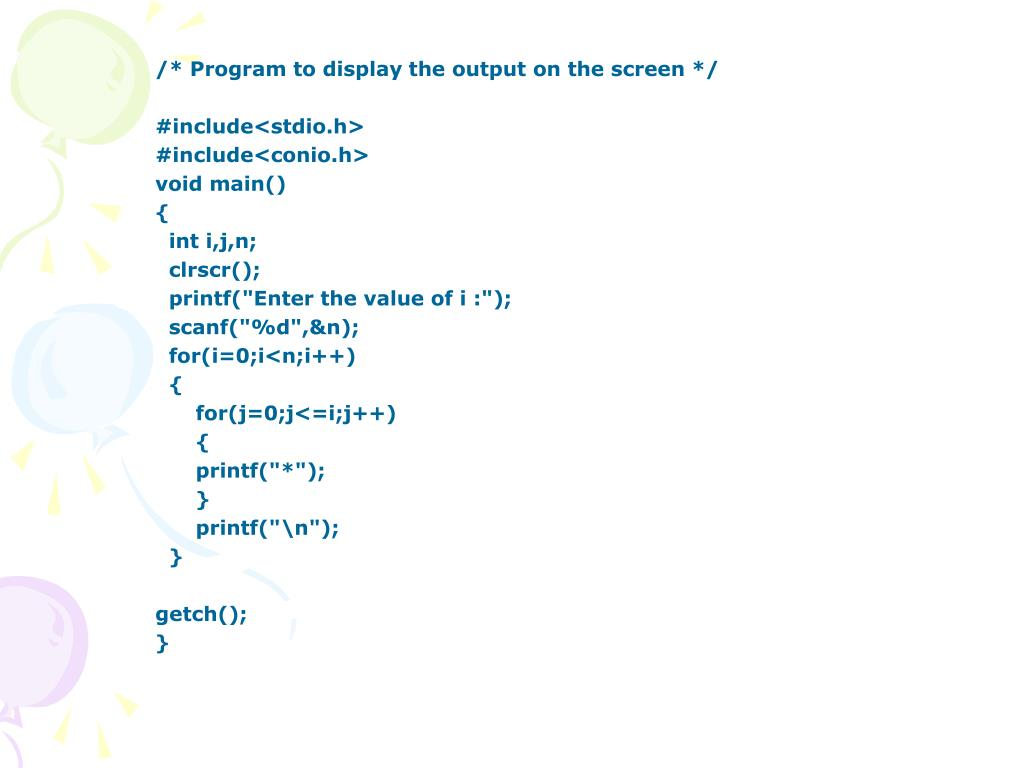 /* Program to display the output on the screen */
#include<stdio.h>
#include<conio.h>
void main()
{
int i,j,n;
clrscr();
printf("Enter the value of i :");
scanf("%d",&n);
for(i=0;i<n;i++)
{
for(j=0;j<=i;j++)
{
printf("*");
}
printf("\n");
}
getch();
}